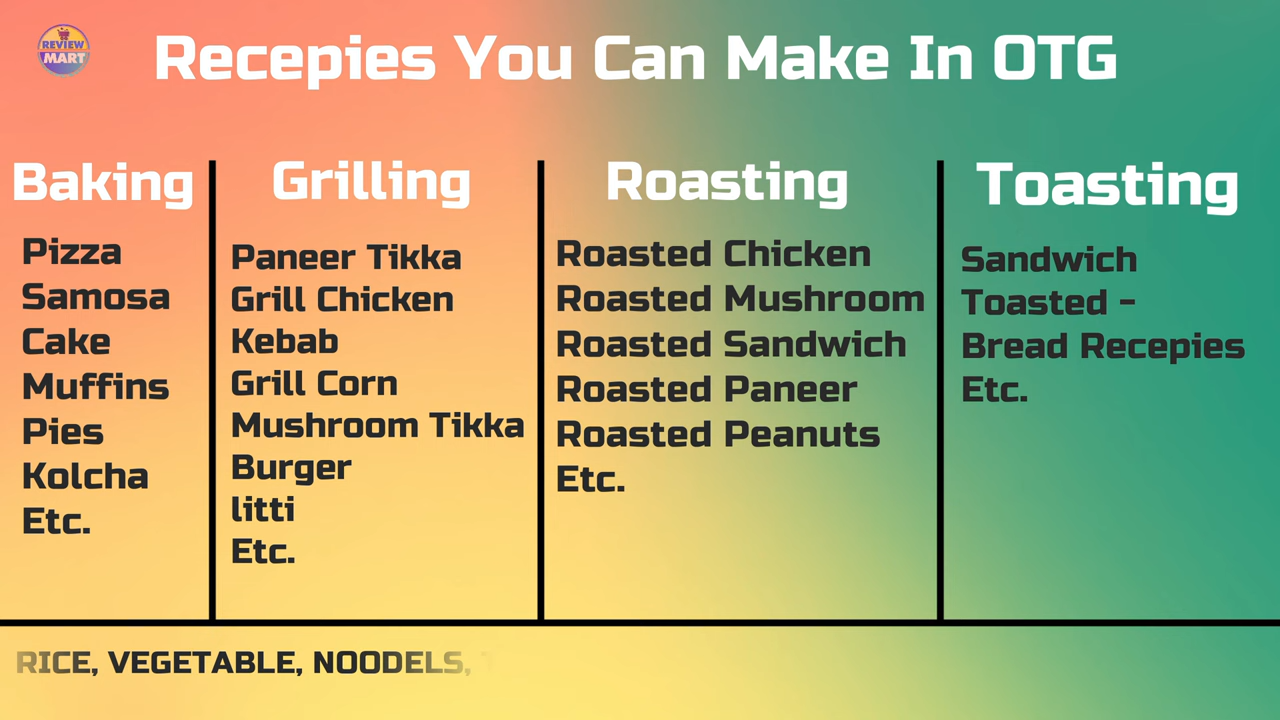 REVIEW
MART
Recepies You Can Make In OTG
Baking
Pizza
Samosa
Cake
Muffins
Pies
Kolcha
Etc.
Grilling
Paneer Tikka
Grill Chicken
Kebab
Grill Corn
Mushroom Tikka
Burger
litti
Etc.
Roasting
Roasted Chicken
Roasted Mushroom
Roasted Sandwich
Roasted Paneer
Roasted Peanuts
Etc.
Toasting
Sandwich
Toasted -
Bread Recepies
Etc.
RICE, VEGETABLE, NOODELS,